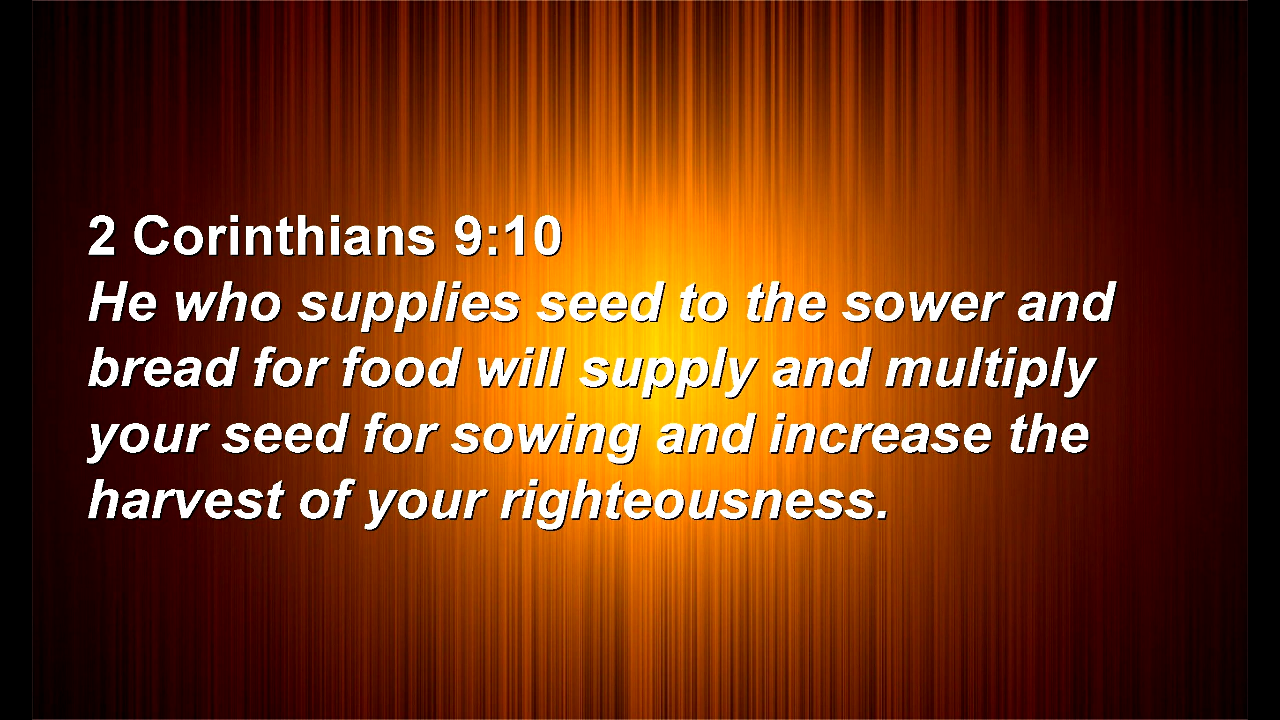 2 Corinthians 9:10
He who supplies seed to the sower and
bread for food will supply and multiply
your seed for sowing and increase the
harvest of your righteousness.